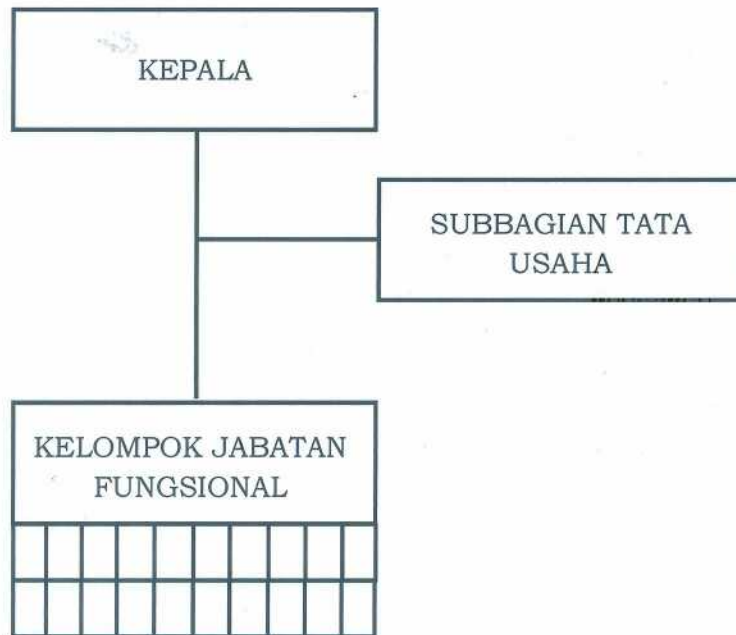 KEPALA
SUBBAGIAN TATA
USAHA
KELOMPOK JABATAN
FUNGSIONAL